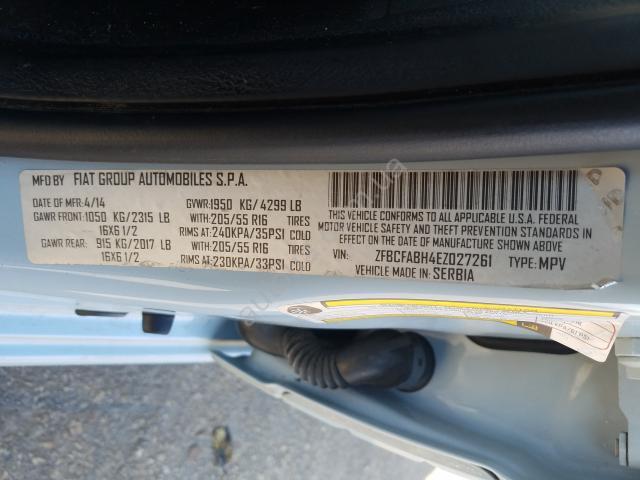 MFD BY FIAT GROUP AUTOMOBILES S.P.A.
DATE OF MFR:4/14 GVWR:1950 KG/4299 LB
GAWR FRONT:1050 KG/2315 LB WITH:205/55 R16 TIRES
16X6 1/2 RIMS AT:240KPA/35PSI COLD
GAWR REAR: 915 KG/2017 LB WITH:205/55 R16 TIRES
16X6 1/2 RIMS AT:230KPA/33PSI COLD
THIS VEHICLE CONFORMS TO ALL APPLICABLE U.S.A. FEDERAL
MOTOR VEHICLE SAFETY AND THEFT PREVENTION STANDARDS
IN EFFECT ON THE DATE OF MANUFACTURE SHOWN ABOVE.
VIN: ZFBCFABH4EZ027261 TYPE: MPV
VEHICLE MADE IN: SERBIA